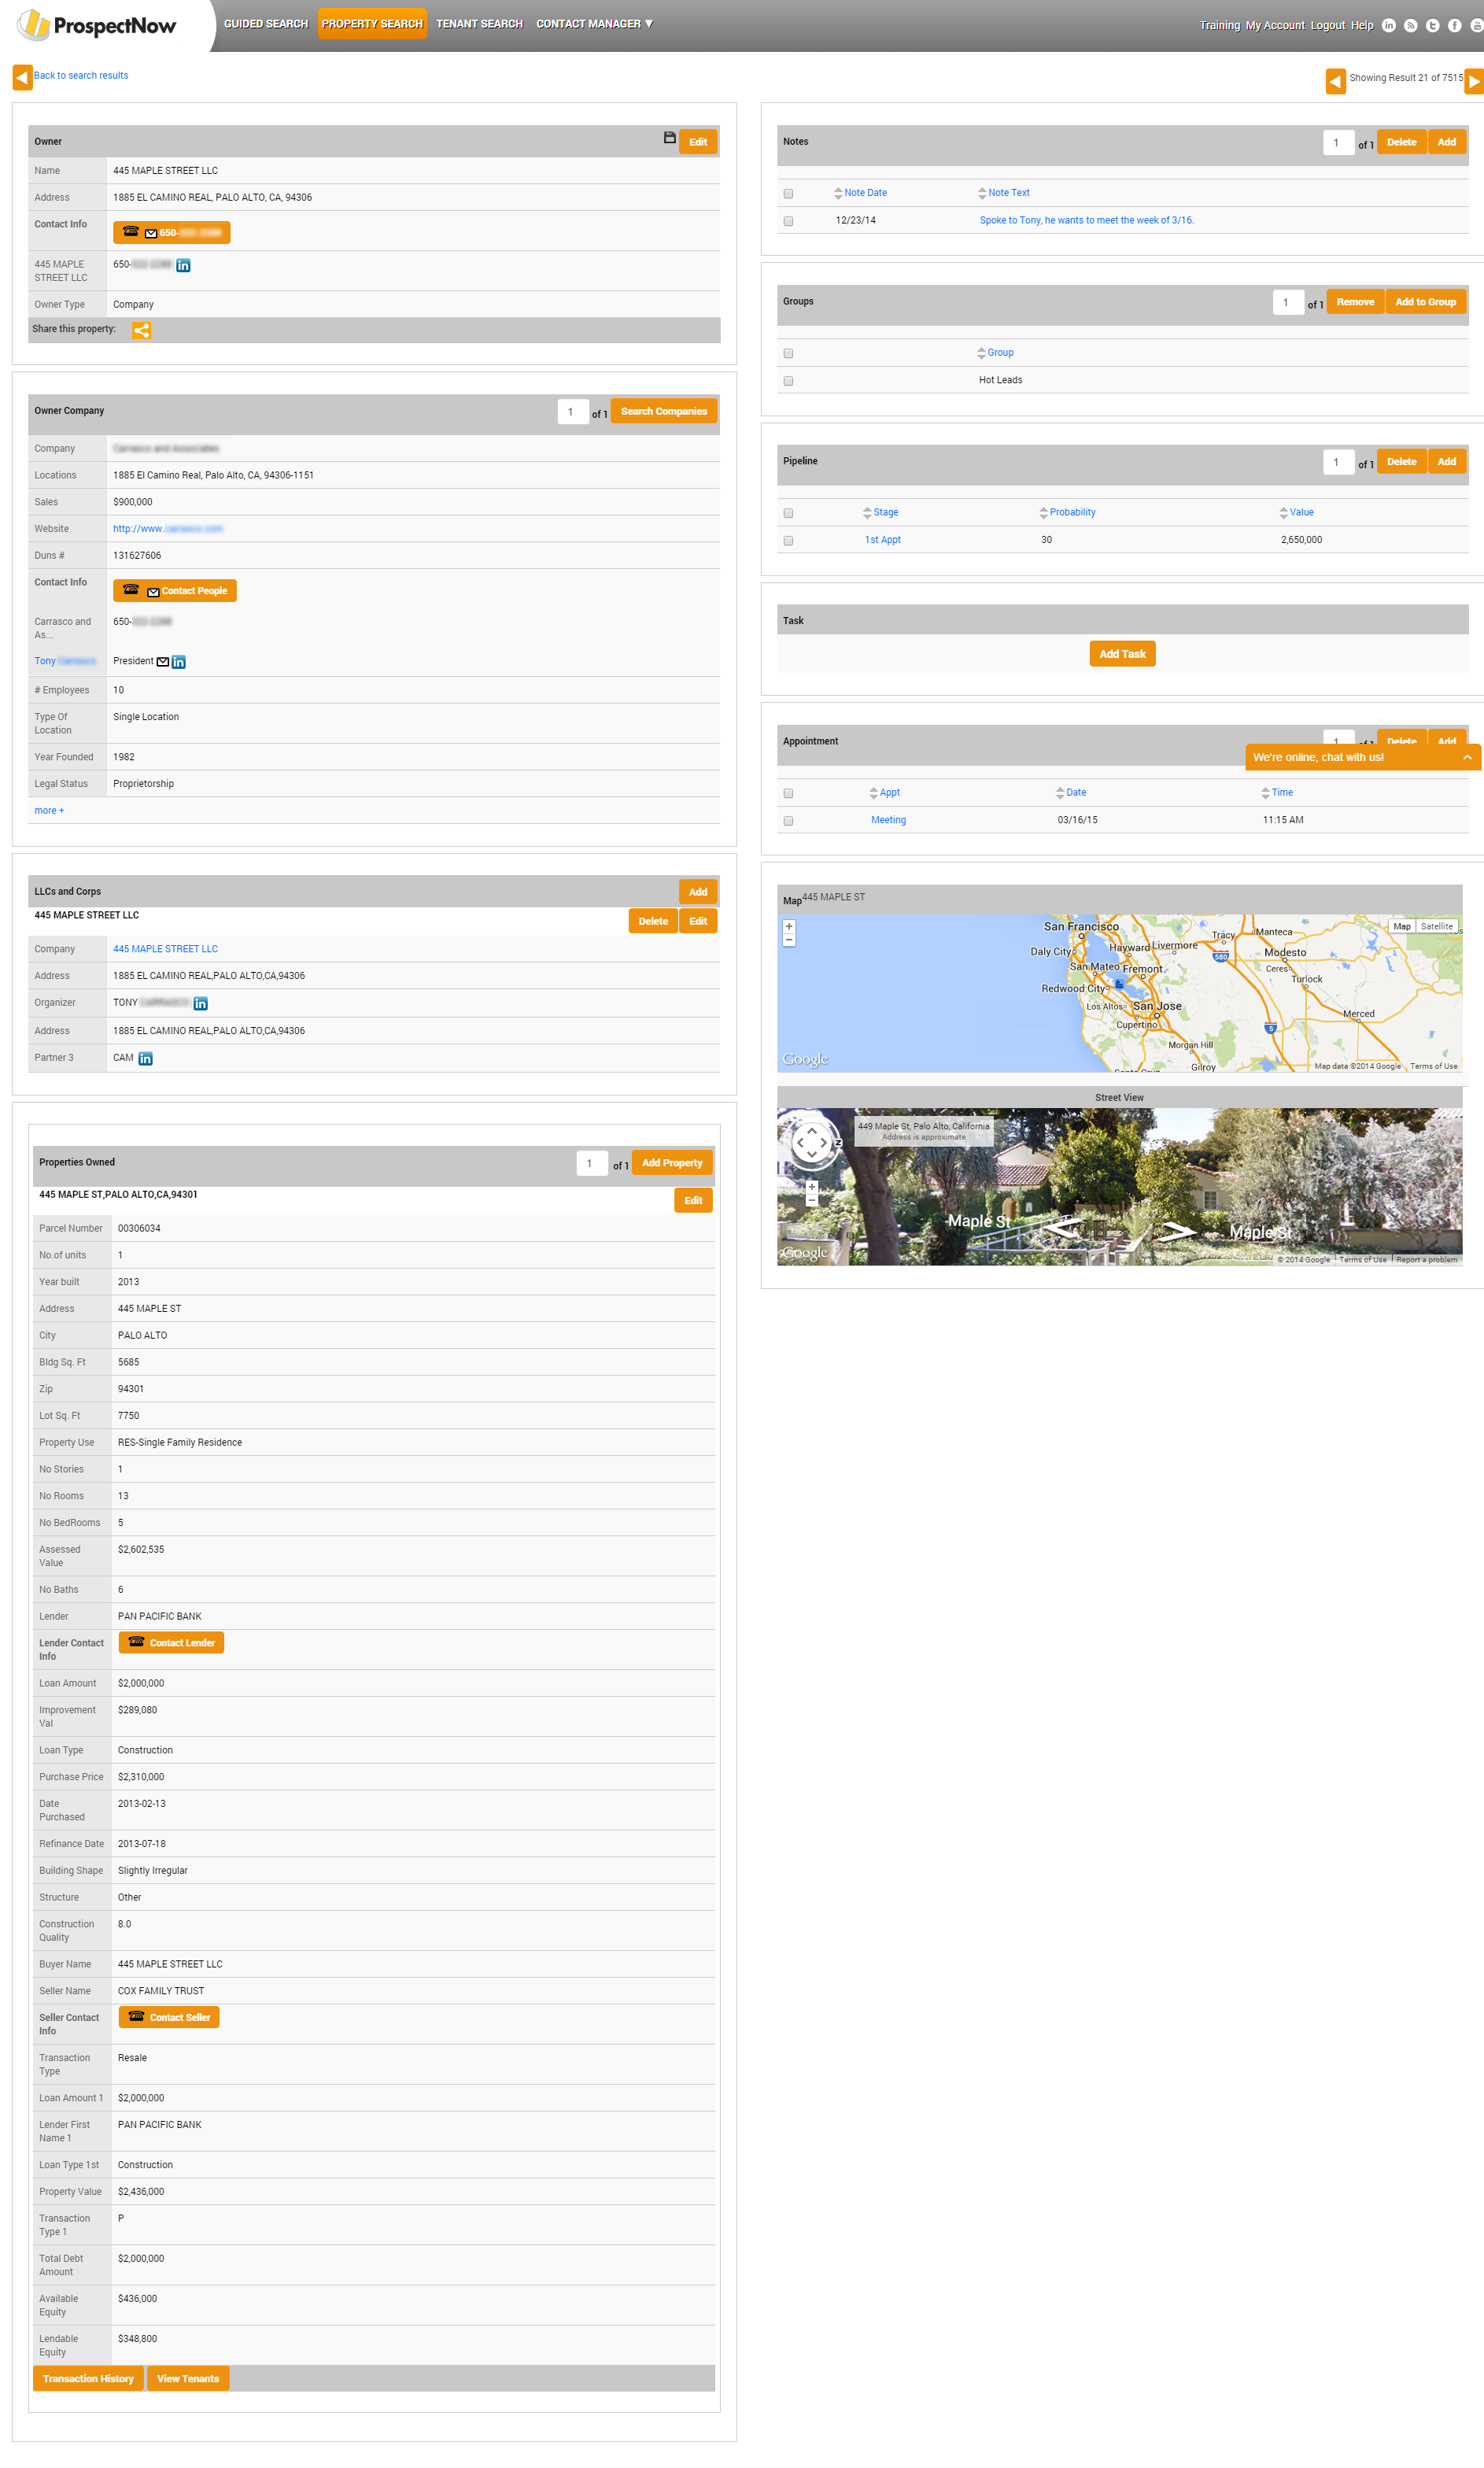 ProspectNow
GUIDED SEARCH PROPERTY SEARCH TENANT SEARCH CONTACT MANAGER ▼
Training My Account Logout Help
Back to search results
Showing Result 21 of 7515
Owner Edit
Name 445 MAPLE STREET LLC
Address 1885 EL CAMINO REAL, PALO ALTO, CA, 94306
Contact Info 650-
445 MAPLE
STREET LLC
650-
Owner Type Company
Share this property:
Owner Company 1 of 1 Search Companies
Company
Locations 1885 El Camino Real, Palo Alto, CA, 94306-1151
Sales $900,000
Website http://www.
Duns # 131627606
Contact Info Contact People
Carrasco and
As...
650-
Tony President
# Employees 10
Type Of
Location
Single Location
Year Founded 1982
Legal Status Proprietorship
more +
LLCs and Corps Add
445 MAPLE STREET LLC Delete Edit
Company 445 MAPLE STREET LLC
Address 1885 EL CAMINO REAL,PALO ALTO,CA,94306
Organizer TONY
Address 1885 EL CAMINO REAL,PALO ALTO,CA,94306
Partner 3 CAM
Properties Owned 1 of 1 Add Property
445 MAPLE ST,PALO ALTO,CA,94301 Edit
Parcel Number 00306034
No.of units 1
Year built 2013
Address 445 MAPLE ST
City PALO ALTO
Bldg Sq. Ft 5685
Zip 94301
Lot Sq. Ft 7750
Property Use RES-Single Family Residence
No Stories 1
No Rooms 13
No BedRooms 5
Assessed
Value
$2,602,535
No Baths 6
Lender PAN PACIFIC BANK
Lender Contact
Info
Contact Lender
Loan Amount $2,000,000
Improvement
Val
$289,080
Loan Type Construction
Purchase Price $2,310,000
Date
Purchased
2013-02-13
Refinance Date 2013-07-18
Building Shape Slightly Irregular
Structure Other
Construction
Quality
8.0
Buyer Name 445 MAPLE STREET LLC
Seller Name COX FAMILY TRUST
Seller Contact
Info
Contact Seller
Transaction
Type
Resale
Loan Amount 1 $2,000,000
Lender First
Name 1
PAN PACIFIC BANK
Loan Type 1st Construction
Property Value $2,436,000
Transaction
Type 1
P
Total Debt
Amount
$2,000,000
Available
Equity
$436,000
Lendable
Equity
$348,800
Transaction History View Tenants
Notes 1 of 1 Delete Add
Note Date Note Text
12/23/14 Spoke to Tony, he wants to meet the week of 3/16.
Groups 1 of 1 Remove Add to Group
Group
Hot Leads
Pipeline 1 of 1 Delete Add
Stage Probability Value
1st Appt 30 2,650,000
Task
Add Task
Appointment 1 of 1 Delete Add
We're online, chat with us!
Appt Date Time
Meeting 03/16/15 11:15 AM
Map 445 MAPLE ST
+
−
Map Satellite
San Francisco
Daly City
Hayward
Livermore
Tracy
Manteca
580
Modesto
San Mateo
Fremont
Ceres
Turlock
Redwood City
Los Altos
San Jose
Cupertino
5
Merced
Morgan Hill
Santa Cruz
Gilroy
Google
Map data ©2014 Google Terms of Use
Street View
449 Maple St, Palo Alto, California
Address is approximate
N
+
−
Maple St
Maple St
Google
© 2014 Google Terms of Use Report a problem